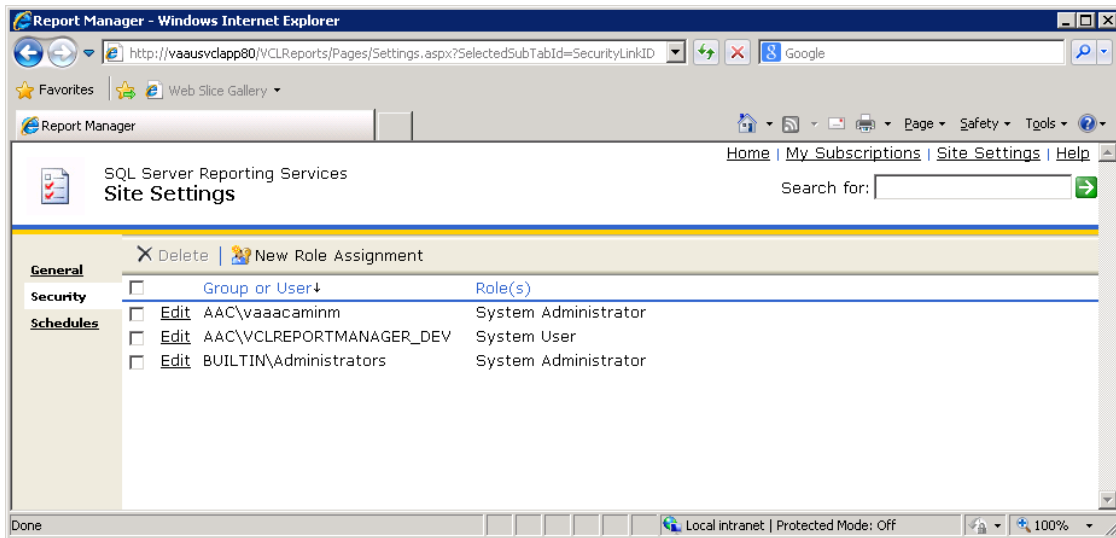 Report Manager - Windows Internet Explorer
http://vaausvclapp80/VCLReports/Pages/Settings.aspx?SelectedSubTabId=SecurityLinkID
Google
Favorites Web Slice Gallery
Report Manager Page Safety Tools
Home | My Subscriptions | Site Settings | Help
SQL Server Reporting Services
Site Settings
Search for:
Delete | New Role Assignment
General
Security
Schedules
Group or User↓ Role(s)
Edit AAC\vaaacaminm System Administrator
Edit AAC\VCLREPORTMANAGER_DEV System User
Edit BUILTIN\Administrators System Administrator
Done Local intranet | Protected Mode: Off 100%